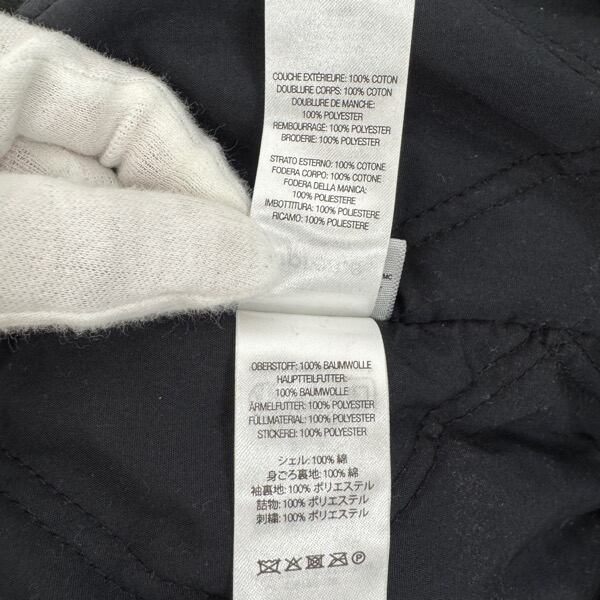 COUCHE EXTÉRIEURE: 100% COTON
DOUBLURE CORPS: 100% COTON
DOUBLURE DE MANCHE:
100% POLYESTER
REMBOURRAGE: 100% POLYESTER
BRODERIE: 100% POLYESTER
STRATO ESTERNO: 100% COTONE
FODERA CORPO: 100% COTONE
FODERA DELLA MANICA:
100% POLIESTERE
IMBOTTITURA: 100% POLIESTERE
RICAMO: 100% POLIESTERE
MC
OBERSTOFF: 100% BAUMWOLLE
HAUPTTEILFUTTER:
100% BAUMWOLLE
ÄRMELFUTTER: 100% POLYESTER
FÜLLMATERIAL: 100% POLYESTER
STICKEREI: 100% POLYESTER
シェル: 100% 綿
身ごろ裏地: 100% 綿
袖裏地: 100% ポリエステル
詰物: 100% ポリエステル
刺繍: 100% ポリエステル
P